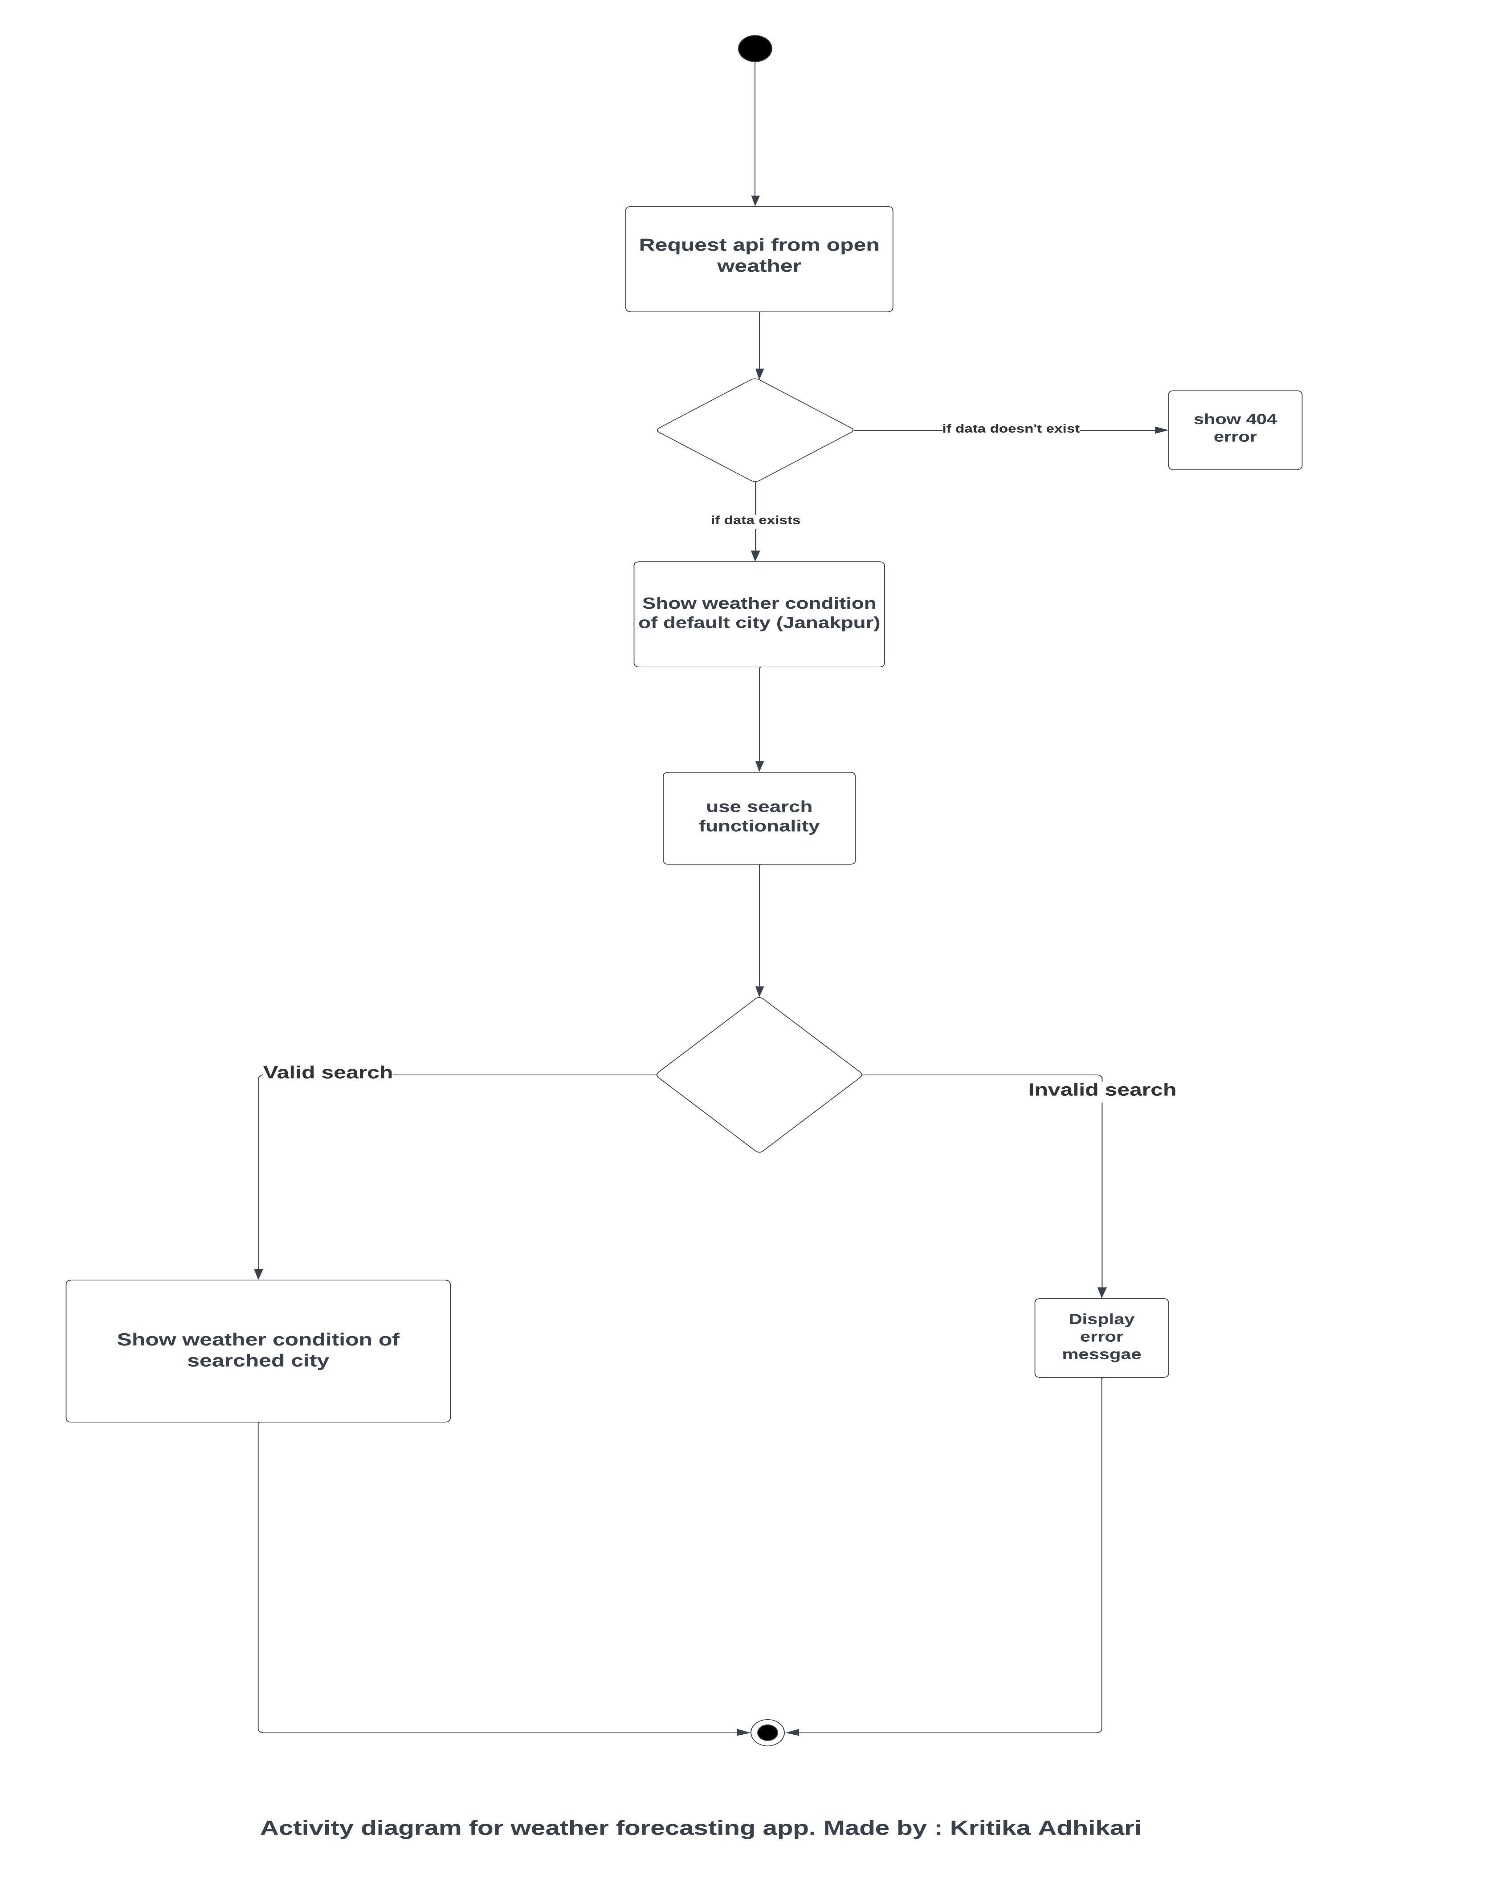 Request api from open
weather
if data doesn't exist
show 404
error
if data exists
Show weather condition
of default city (Janakpur)
use search
functionality
Valid search
Invalid search
Show weather condition of
searched city
Display
error
messgae
Activity diagram for weather forecasting app. Made by : Kritika Adhikari